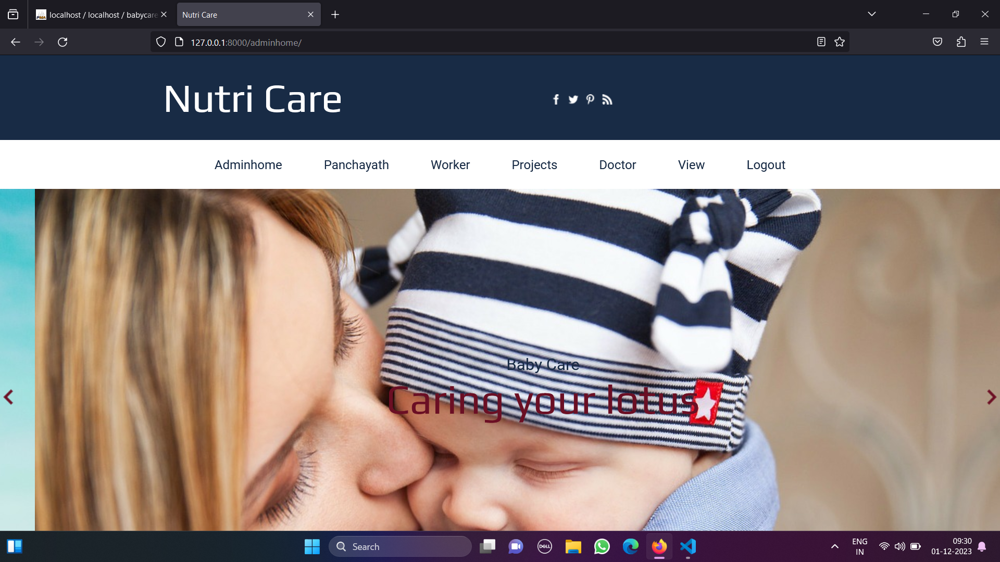 localhost / localhost / babycare
Nutri Care
127.0.0.1:8000/adminhome/
Nutri Care
Adminhome Panchayath Worker Projects Doctor View Logout
Baby Care
Caring your lotus
Search
DELL
ENG
IN
09:30
01-12-2023